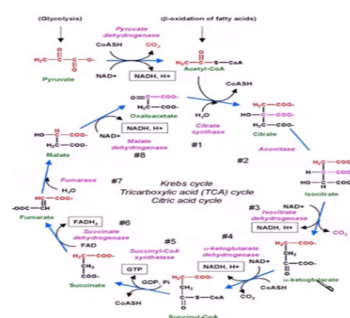 (Glycolysis)
(β-oxidation of fatty acids)
Pyruvate
dehydrogenase
CoASH
CO₂
NAD+
NADH, H+
Pyruvate
Acetyl-CoA
CoASH
Oxaloacetate
H₂O
Citrate
synthase
Citrate
NADH, H+
NAD+
Malate
dehydrogenase
#8
#1
#2
Aconitase
Malate
Isocitrate
Fumarase
#7
H₂O
Krebs cycle
Tricarboxylic acid (TCA) cycle
Citric acid cycle
#3
NAD+
Isocitrate
dehydrogenase
NADH, H+
CO₂
Fumarate
FADH₂
#6
Succinate
dehydrogenase
FAD
#5
Succinyl-CoA
synthetase
#4
α-ketoglutarate
dehydrogenase
NADH, H+
NAD+
α-ketoglutarate
GTP
GDP, Pi
CoASH
CO₂
CoASH
Succinate
Succinyl-CoA